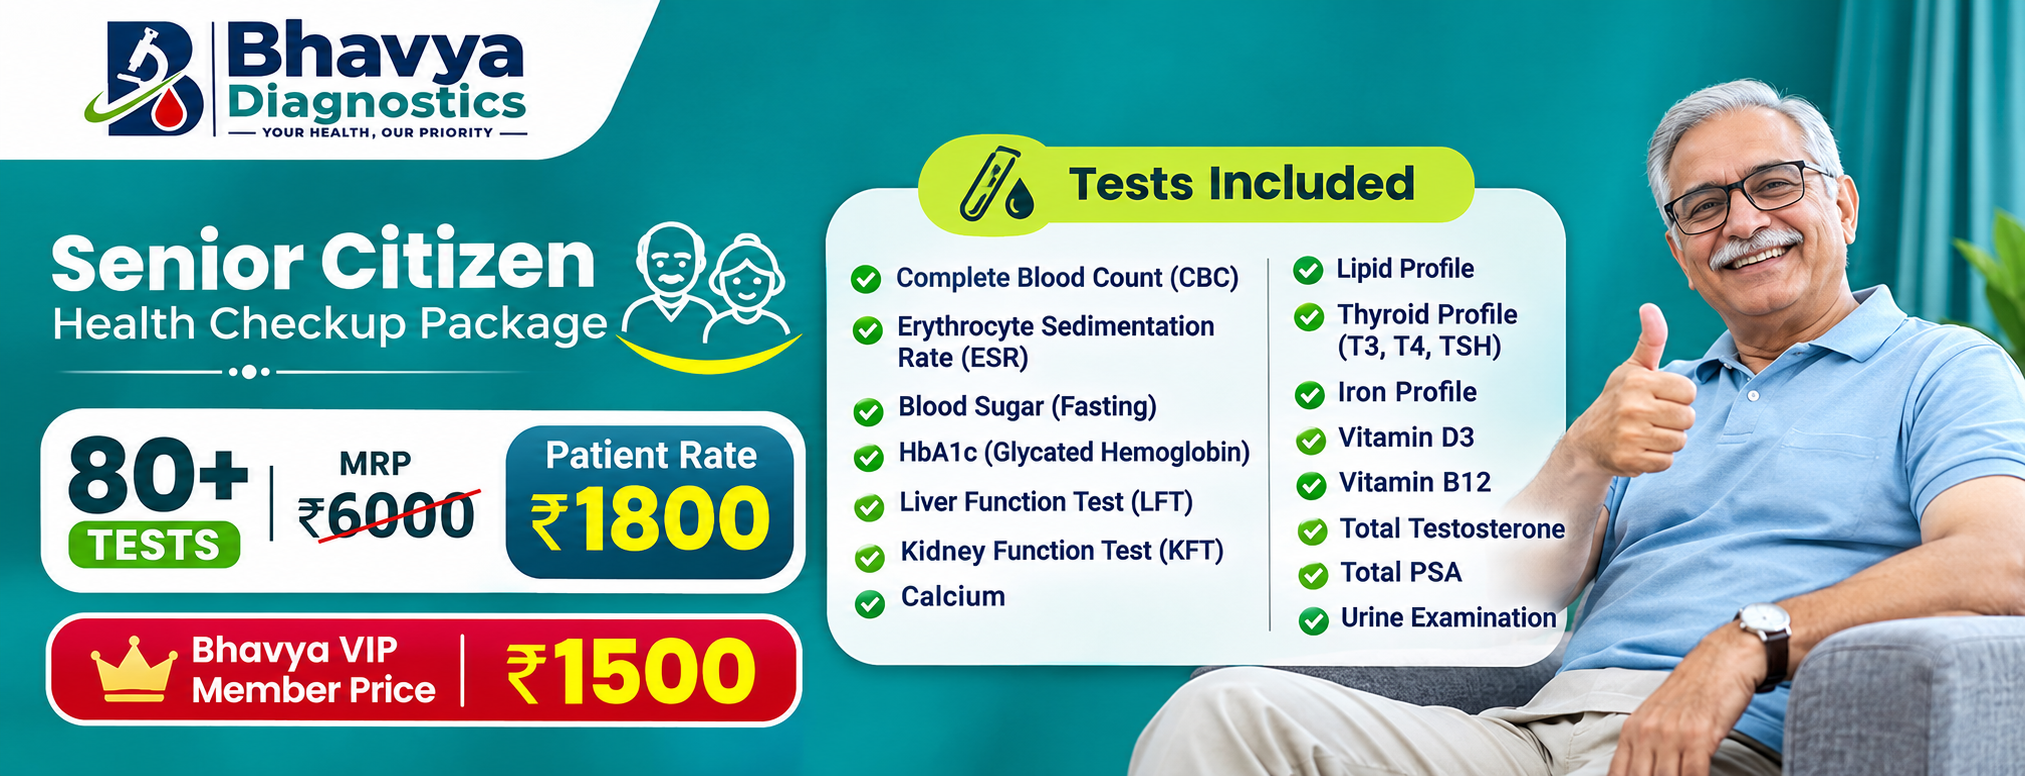 Bhavya
Diagnostics
YOUR HEALTH, OUR PRIORITY
Senior Citizen
Health Checkup Package
80+
TESTS
MRP
₹6000
Patient Rate
₹1800
Bhavya VIP
Member Price
₹1500
Tests Included
Complete Blood Count (CBC)
Erythrocyte Sedimentation
Rate (ESR)
Blood Sugar (Fasting)
HbA1c (Glycated Hemoglobin)
Liver Function Test (LFT)
Kidney Function Test (KFT)
Calcium
Lipid Profile
Thyroid Profile
(T3, T4, TSH)
Iron Profile
Vitamin D3
Vitamin B12
Total Testosterone
Total PSA
Urine Examination